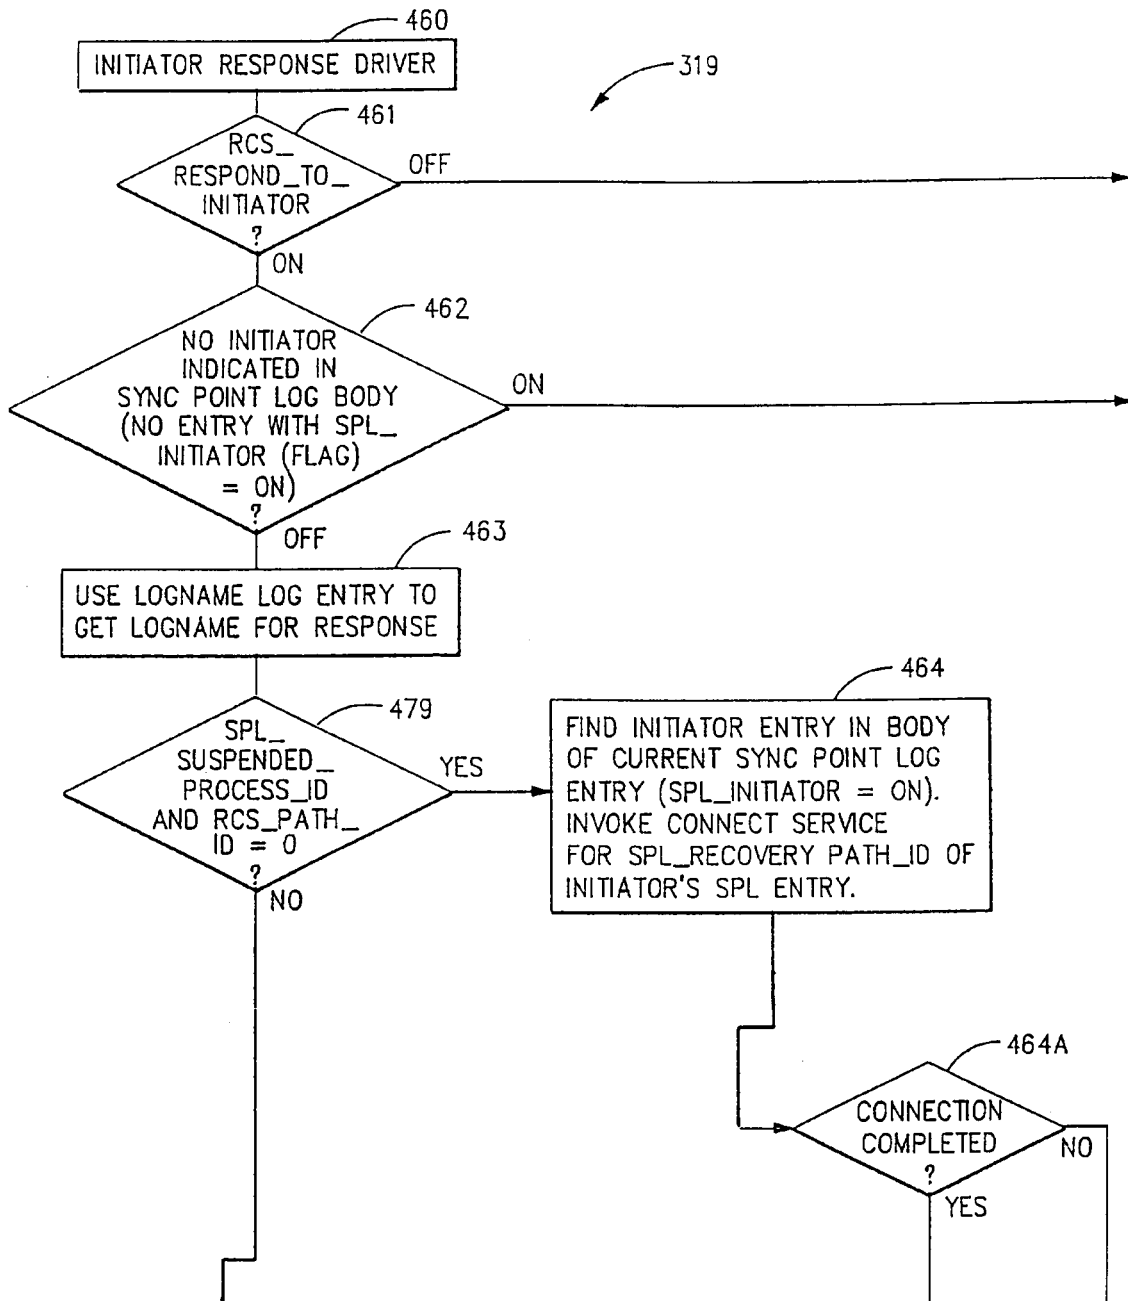 460
INITIATOR RESPONSE DRIVER
319
461
RCS_
RESPOND_TO_
INITIATOR
?
OFF
ON
462
NO INITIATOR
INDICATED IN
SYNC POINT LOG BODY
(NO ENTRY WITH SPL_
INITIATOR (FLAG)
= ON)
?
ON
OFF
463
USE LOGNAME LOG ENTRY TO
GET LOGNAME FOR RESPONSE
479
SPL_
SUSPENDED_
PROCESS_ID
AND RCS_PATH_
ID = 0
?
YES
NO
464
FIND INITIATOR ENTRY IN BODY
OF CURRENT SYNC POINT LOG
ENTRY (SPL_INITIATOR = ON).
INVOKE CONNECT SERVICE
FOR SPL_RECOVERY PATH_ID OF
INITIATOR'S SPL ENTRY.
464A
CONNECTION
COMPLETED
?
NO
YES